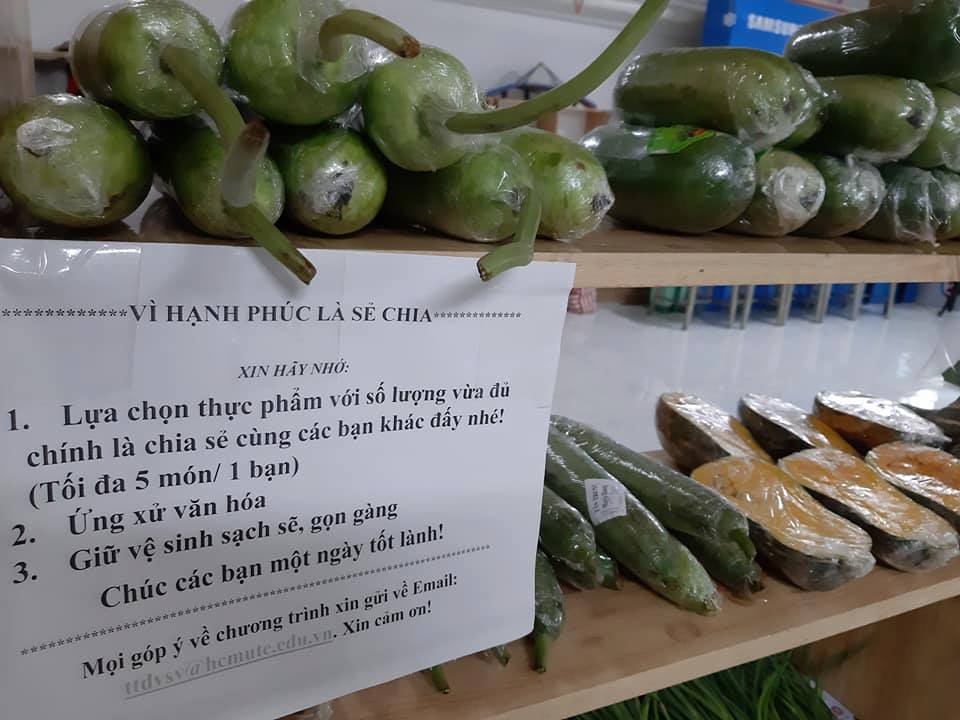 SAMSUNG
************VÌ HẠNH PHÚC LÀ SẺ CHIA**************
XIN HÃY NHỚ:
1. Lựa chọn thực phẩm với số lượng vừa đủ
chính là chia sẻ cùng các bạn khác đấy nhé!
(Tối đa 5 món/ 1 bạn)
2. Ứng xử văn hóa
3. Giữ vệ sinh sạch sẽ, gọn gàng
Chúc các bạn một ngày tốt lành!
Mọi góp ý về chương trình xin gửi về Email:
ttdvsv@hcmute.edu.vn. Xin cảm ơn!